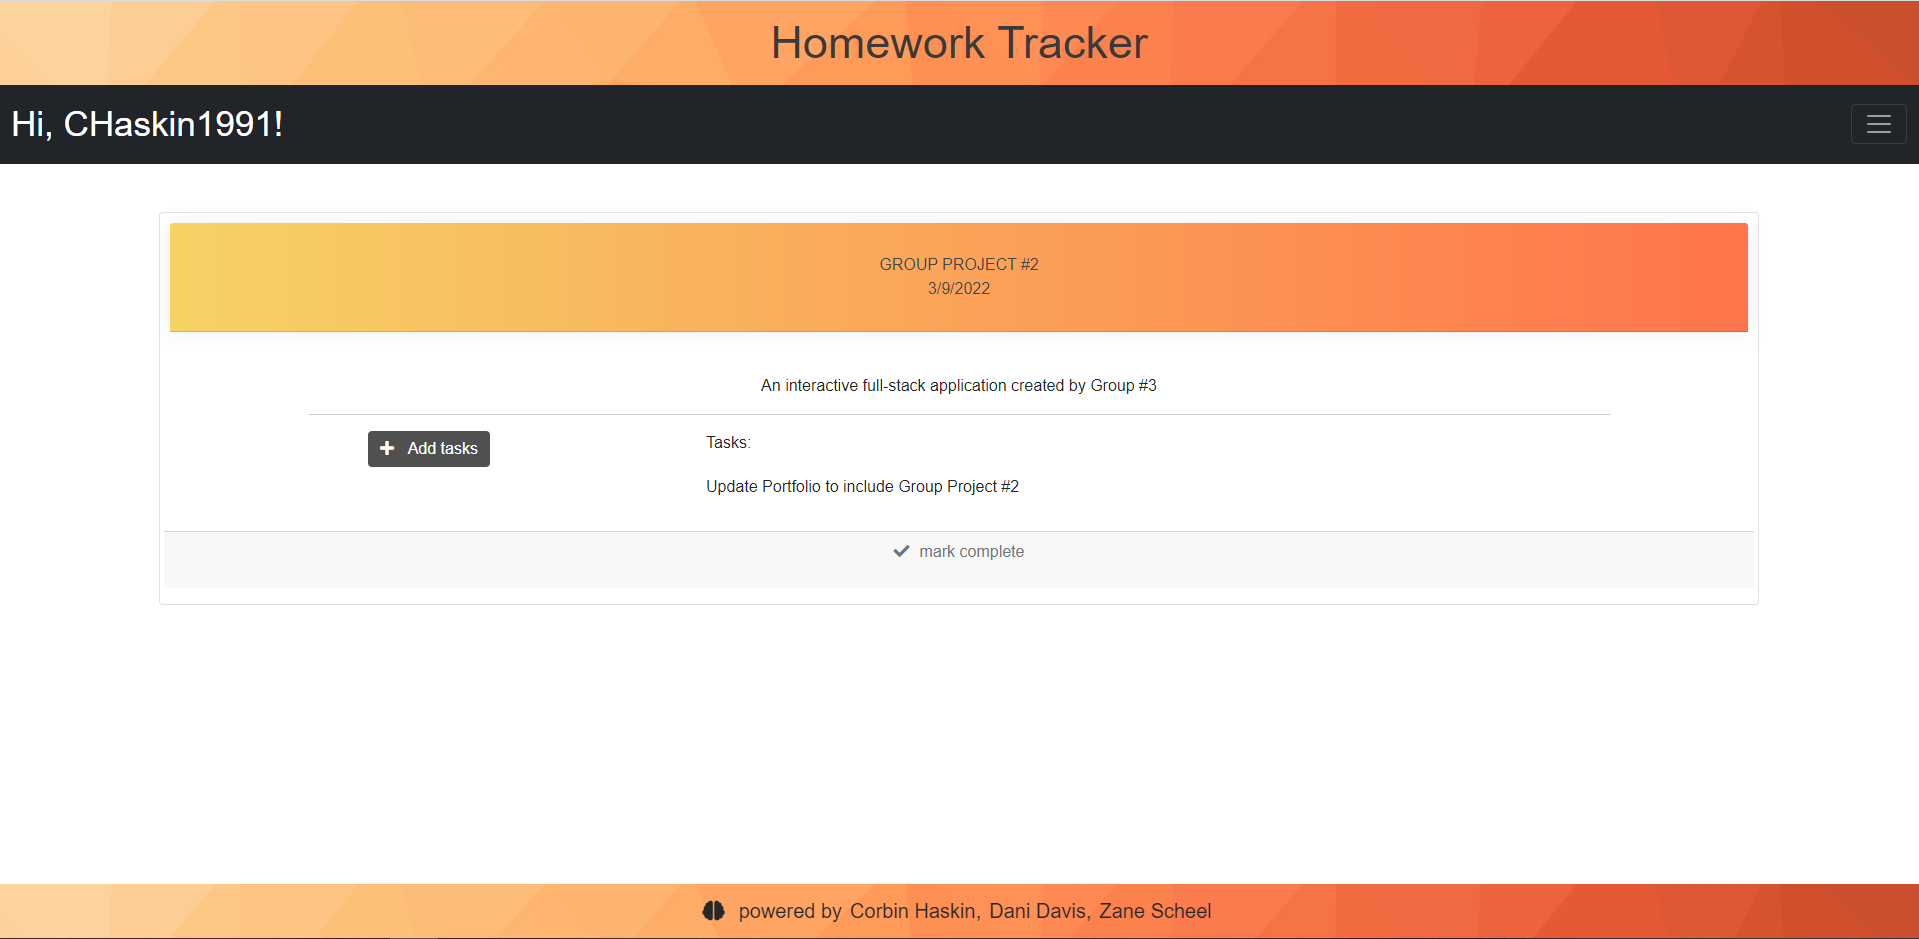 Homework Tracker
Hi, CHaskin1991!
GROUP PROJECT #2
3/9/2022
An interactive full-stack application created by Group #3
Add tasks
Tasks:
Update Portfolio to include Group Project #2
mark complete
powered by Corbin Haskin, Dani Davis, Zane Scheel